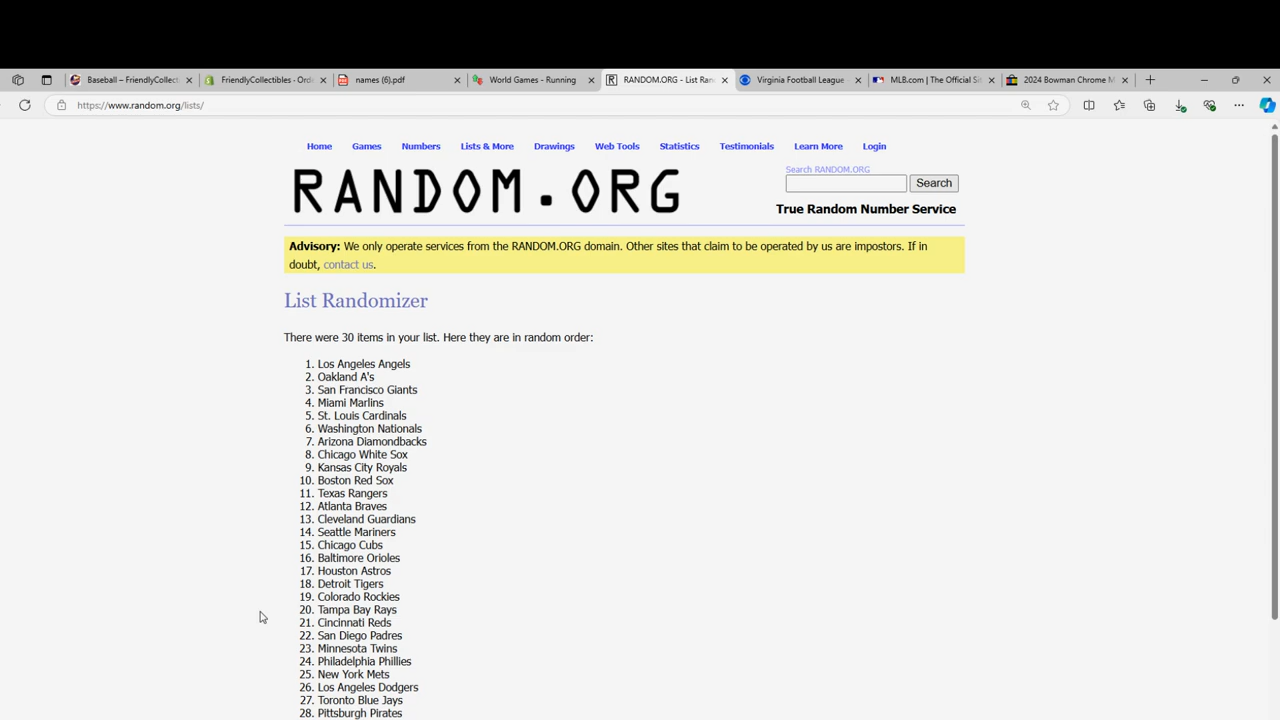 Baseball – FriendlyCollect
FriendlyCollectibles · Ord
names (6).pdf
World Games - Running
RANDOM.ORG - List Ran
Virginia Football League –
MLB.com | The Official Si
2024 Bowman Chrome M
https://www.random.org/lists/
Home Games Numbers Lists & More Drawings Web Tools Statistics Testimonials Learn More Login
RANDOM.ORG
Search RANDOM.ORG
Search
True Random Number Service
Advisory: We only operate services from the RANDOM.ORG domain. Other sites that claim to be operated by us are impostors. If in
doubt, contact us.
List Randomizer
There were 30 items in your list. Here they are in random order:
1. Los Angeles Angels
2. Oakland A's
3. San Francisco Giants
4. Miami Marlins
5. St. Louis Cardinals
6. Washington Nationals
7. Arizona Diamondbacks
8. Chicago White Sox
9. Kansas City Royals
10. Boston Red Sox
11. Texas Rangers
12. Atlanta Braves
13. Cleveland Guardians
14. Seattle Mariners
15. Chicago Cubs
16. Baltimore Orioles
17. Houston Astros
18. Detroit Tigers
19. Colorado Rockies
20. Tampa Bay Rays
21. Cincinnati Reds
22. San Diego Padres
23. Minnesota Twins
24. Philadelphia Phillies
25. New York Mets
26. Los Angeles Dodgers
27. Toronto Blue Jays
28. Pittsburgh Pirates